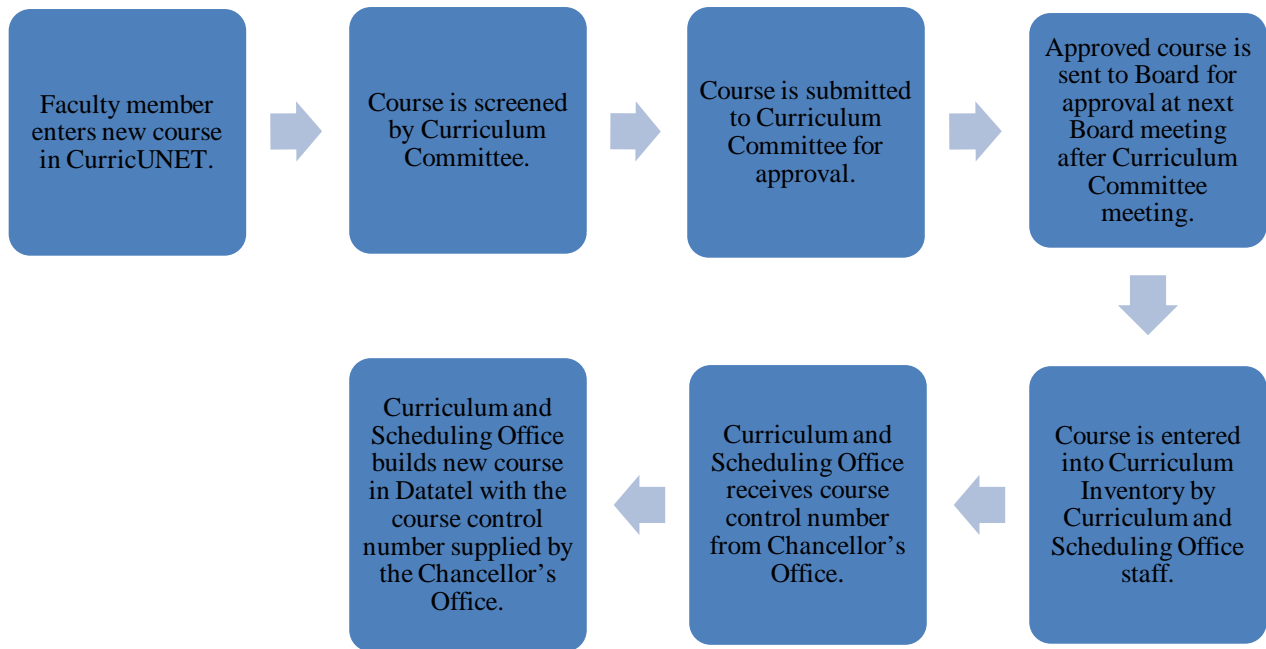 Faculty member
enters new course
in CurricUNET.
Course is screened
by Curriculum
Committee.
Course is submitted
to Curriculum
Committee for
approval.
Approved course is
sent to Board for
approval at next
Board meeting
after Curriculum
Committee
meeting.
Course is entered
into Curriculum
Inventory by
Curriculum and
Scheduling Office
staff.
Curriculum and
Scheduling Office
receives course
control number
from Chancellor’s
Office.
Curriculum and
Scheduling Office
builds new course
in Datatel with the
course control
number supplied by
the Chancellor’s
Office.